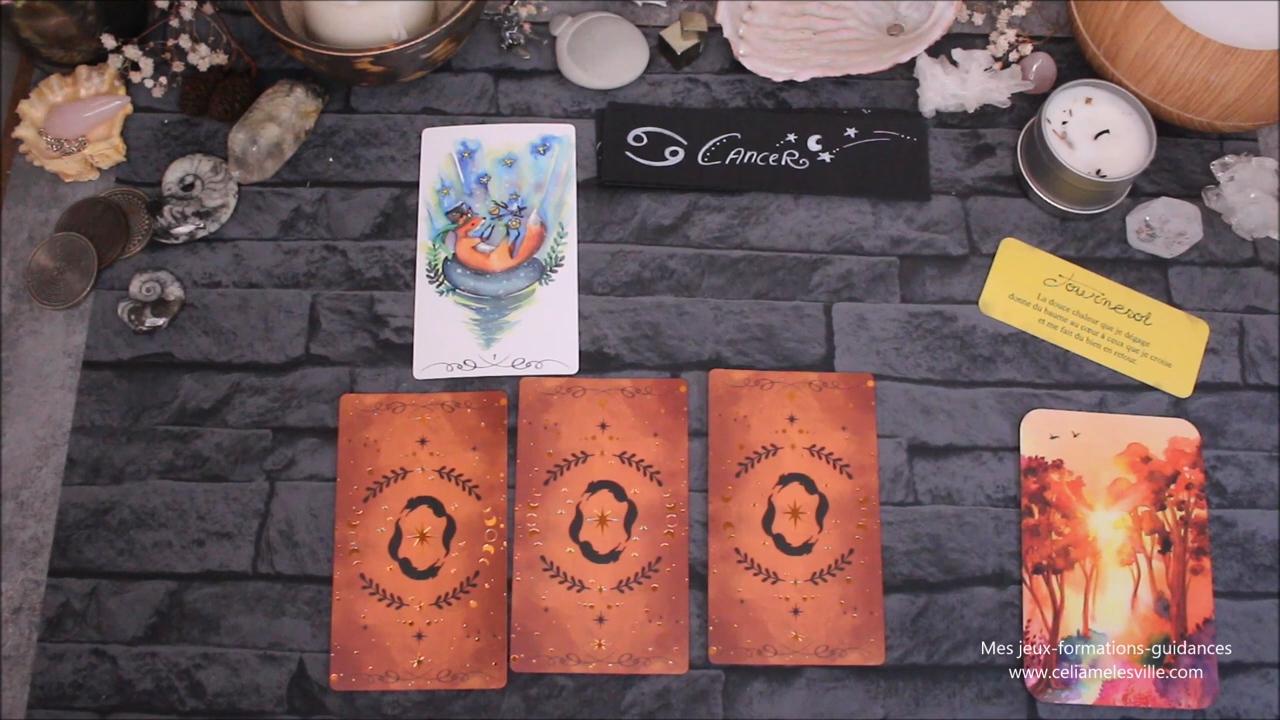 ♋ Cancer
Tournesol
La douce chaleur que je dégage
donne du baume au cœur à ceux que je croise
et me fait du bien en retour.
Mes jeux-formations-guidances
www.celiamelesville.com